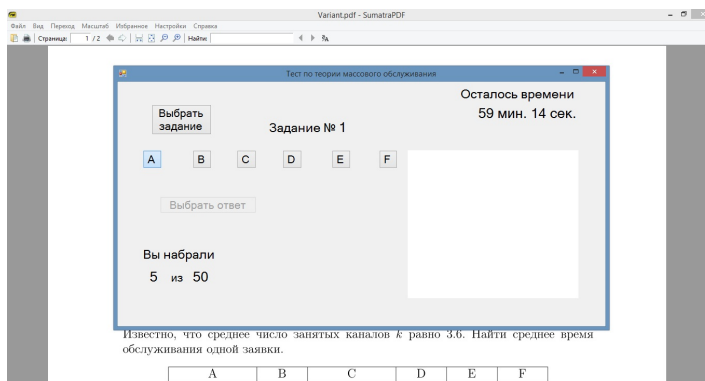 Variant.pdf - SumatraPDF
Файл Вид Переход Масштаб Избранное Настройки Справка
Страница: 1 / 2 Найти:
Тест по теории массового обслуживания
Осталось времени
59 мин. 14 сек.
Выбрать
задание
Задание № 1
A B C D E F
Выбрать ответ
Вы набрали
5 из 50
Известно, что среднее число занятых каналов k равно 3.6. Найти среднее время
обслуживания одной заявки.
A B C D E F